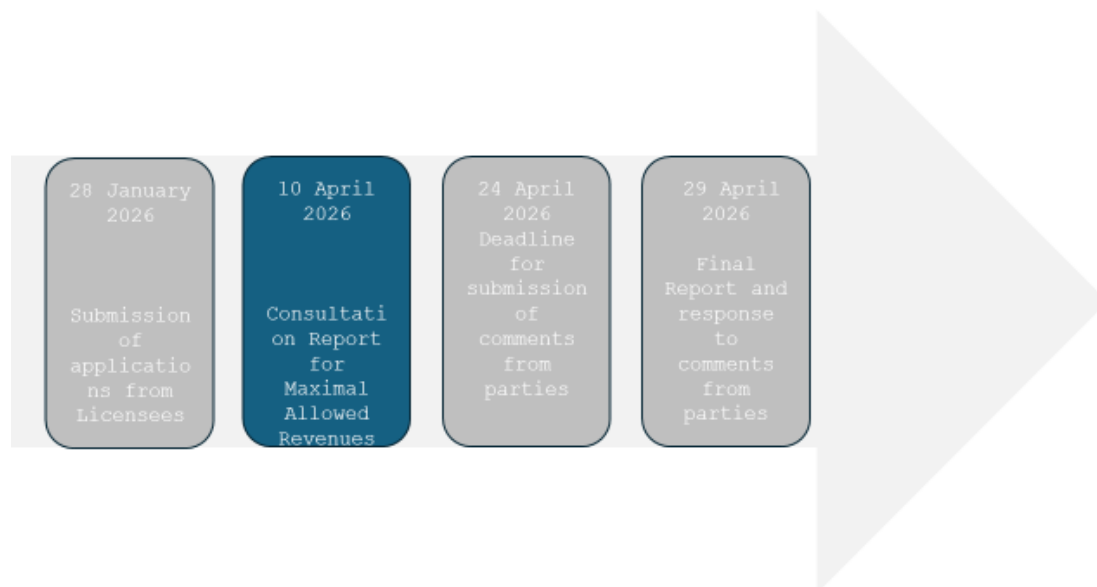 28 January
2026
Submission
of
applicatio
ns from
Licensees
10 April
2026
Consultati
on Report
for
Maximal
Allowed
Revenues
24 April
2026
Deadline
for
submission
of
comments
from
parties
29 April
2026
Final
Report and
response
to
comments
from
parties